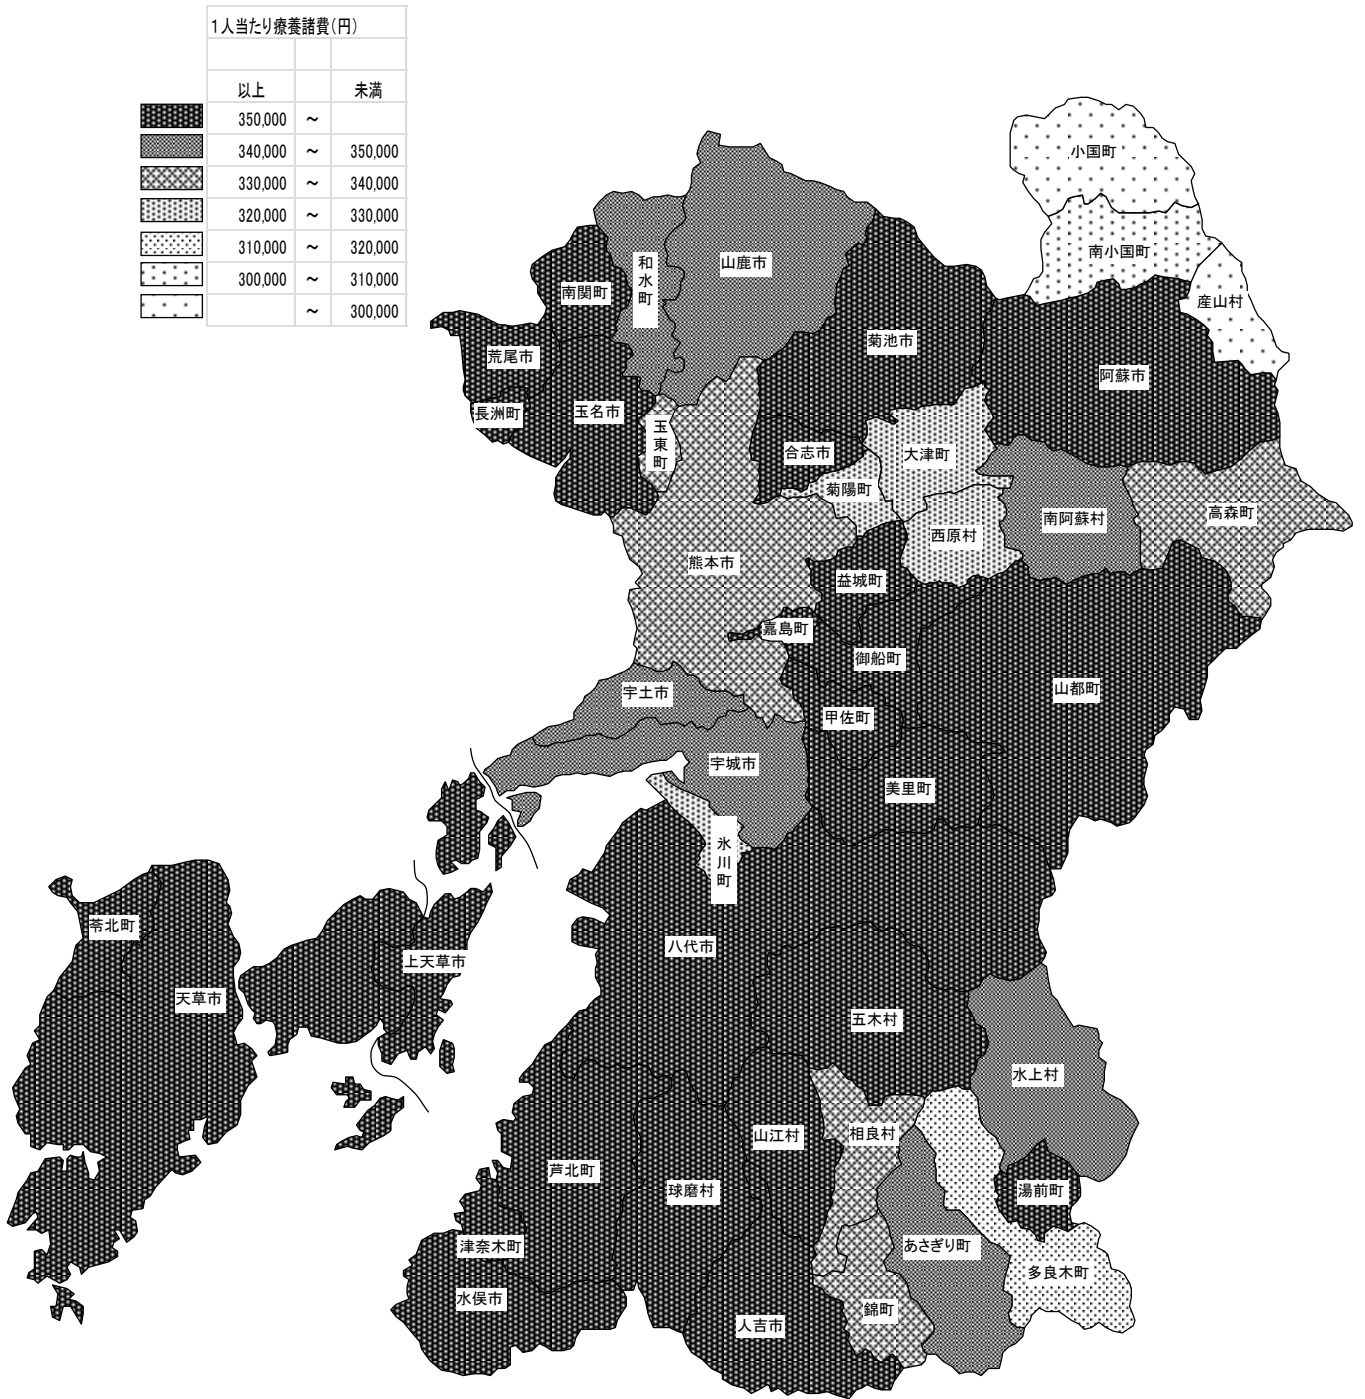 1人当たり療養諸費(円)
以上 未満
350,000 ~
340,000 ~ 350,000
330,000 ~ 340,000
320,000 ~ 330,000
310,000 ~ 320,000
300,000 ~ 310,000
~ 300,000
小国町
南小国町
産山村
山鹿市
和水町
南関町
荒尾市
長洲町
玉名市
玉東町
菊池市
阿蘇市
合志市
大津町
菊陽町
西原村
南阿蘇村
高森町
熊本市
益城町
嘉島町
御船町
山都町
宇土市
甲佐町
宇城市
美里町
氷川町
苓北町
上天草市
天草市
八代市
五木村
水上村
山江村
相良村
芦北町
球磨村
湯前町
津奈木町
あさぎり町
多良木町
水俣市
錦町
人吉市